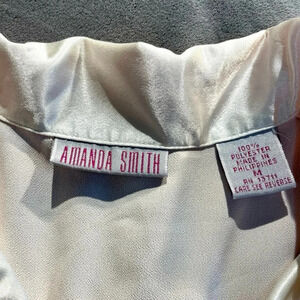 AMANDA SMITH
100%
POLYESTER
MADE IN
PHILIPPINES
M
RN 13711
CARE SEE REVERSE